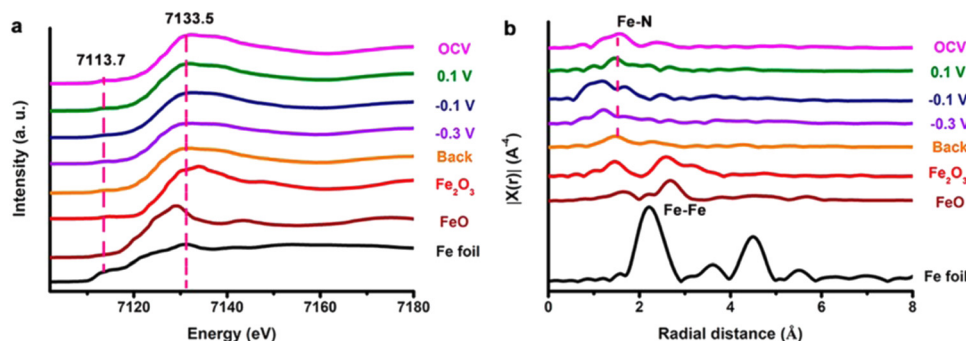 a
7113.7
7133.5
OCV
0.1 V
-0.1 V
-0.3 V
Back
Fe₂O₃
FeO
Fe foil
Intensity (a. u.)
7120
7140
7160
7180
Energy (eV)
b
Fe-N
OCV
0.1 V
-0.1 V
-0.3 V
Back
Fe₂O₃
FeO
Fe-Fe
Fe foil
|X(r)| (A⁻⁴)
0
2
4
6
8
Radial distance (Å)